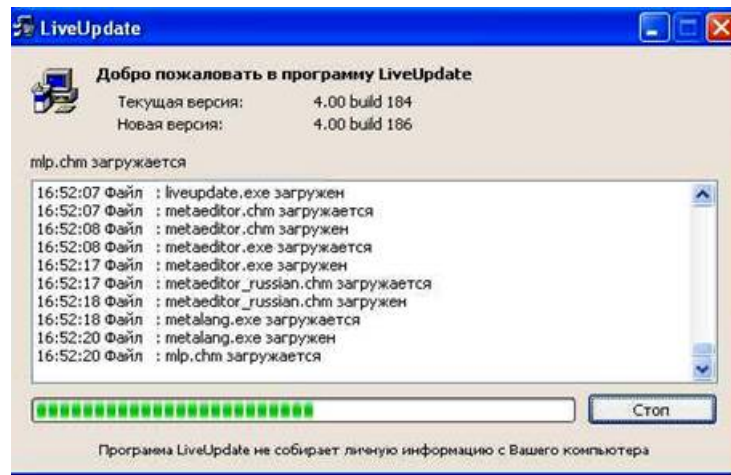 LiveUpdate
Добро пожаловать в программу LiveUpdate
Текущая версия: 4.00 build 184
Новая версия: 4.00 build 186
mlp.chm загружается
16:52:07 Файл : liveupdate.exe загружен
16:52:07 Файл : metaeditor.chm загружается
16:52:08 Файл : metaeditor.chm загружен
16:52:08 Файл : metaeditor.exe загружается
16:52:17 Файл : metaeditor.exe загружен
16:52:17 Файл : metaeditor_russian.chm загружается
16:52:18 Файл : metaeditor_russian.chm загружен
16:52:18 Файл : metalang.exe загружается
16:52:20 Файл : metalang.exe загружен
16:52:20 Файл : mlp.chm загружается
Стоп
Программа LiveUpdate не собирает личную информацию с Вашего компьютера